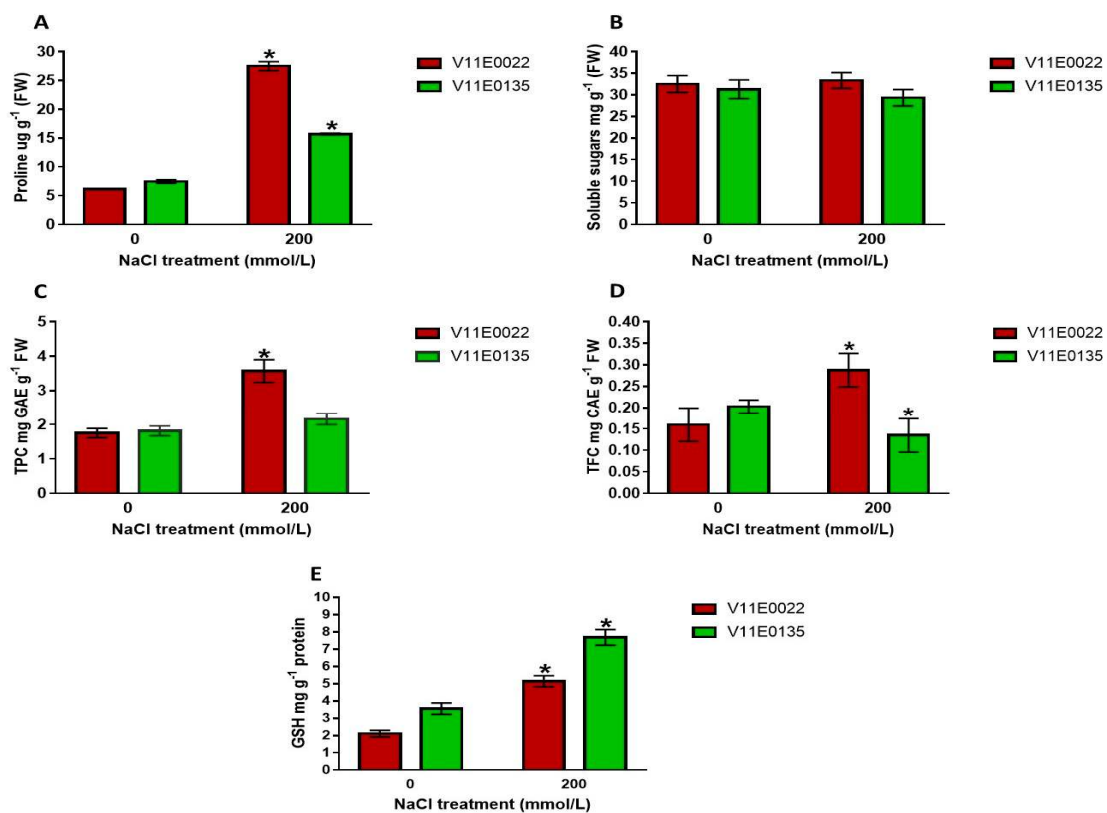 A
Proline ug g-1 (FW)
30
25
20
15
10
5
0
*
*
0
200
NaCl treatment (mmol/L)
V11E0022
V11E0135
B
Soluble sugars mg g-1 (FW)
40
35
30
25
20
15
10
5
0
0
200
NaCl treatment (mmol/L)
V11E0022
V11E0135
C
TPC mg GAE g-1 FW
5
4
3
2
1
0
*
0
200
NaCl treatment (mmol/L)
V11E0022
V11E0135
D
TFC mg CAE g-1 FW
0.40
0.35
0.30
0.25
0.20
0.15
0.10
0.05
0.00
*
*
0
200
NaCl treatment (mmol/L)
V11E0022
V11E0135
E
GSH mg g-1 protein
10
9
8
7
6
5
4
3
2
1
0
*
*
0
200
NaCl treatment (mmol/L)
V11E0022
V11E0135